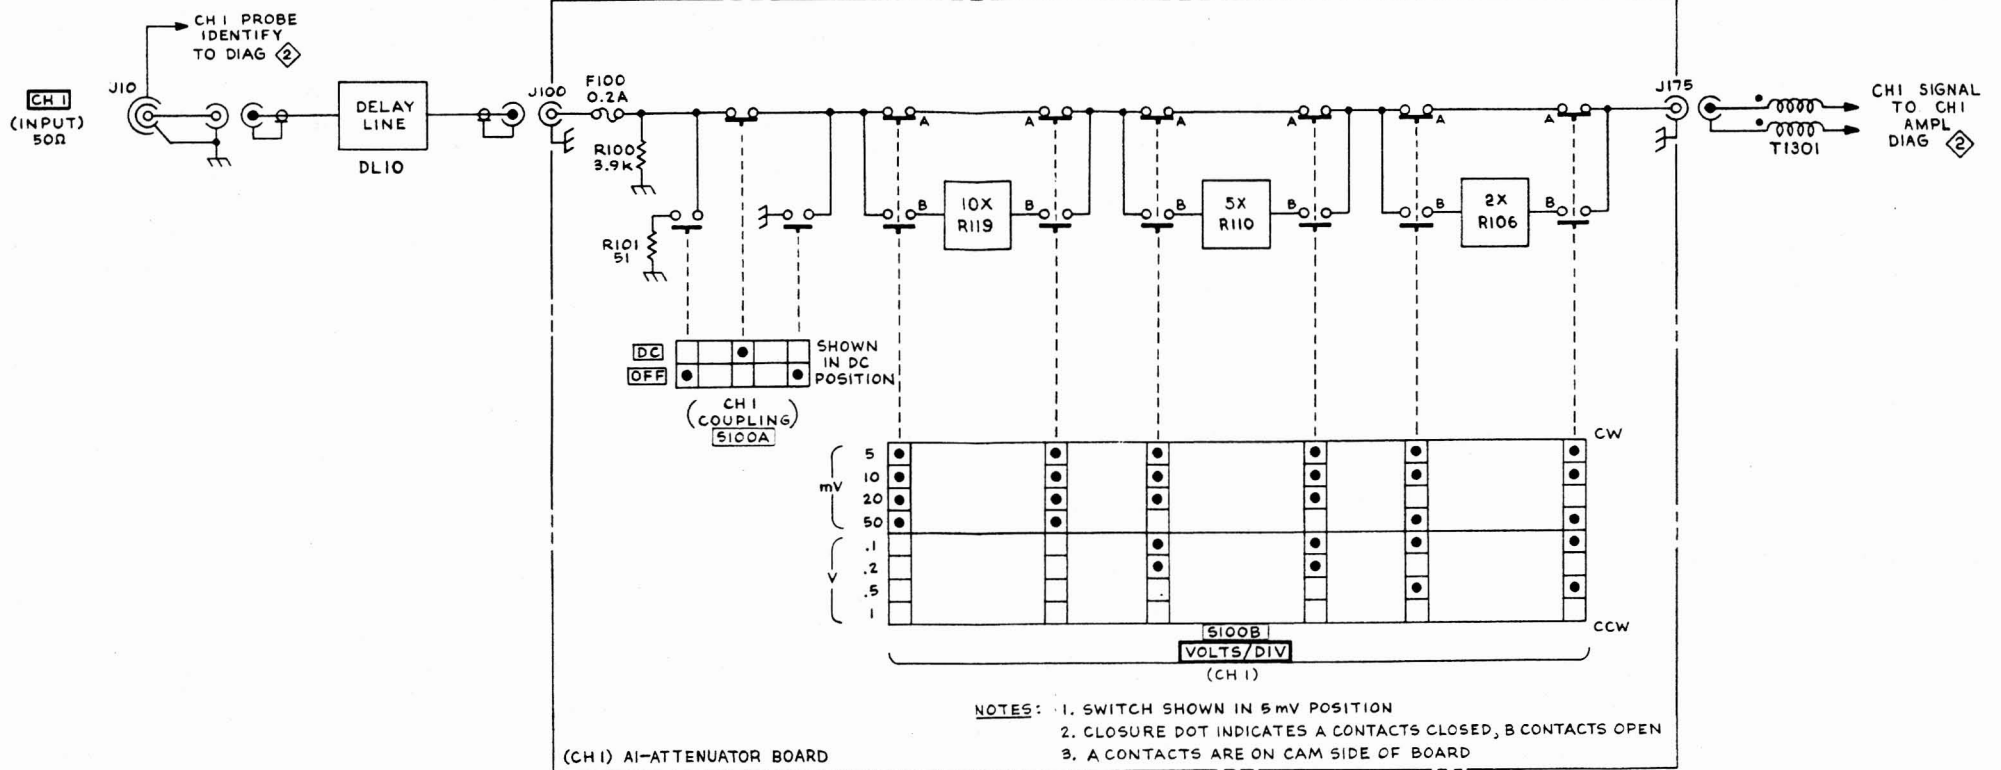 CH 1 PROBE
IDENTIFY
TO DIAG 2
J10
CH 1
(INPUT)
50Ω
DELAY
LINE
DL10
J100
F100
0.2A
R100
3.9K
R101
51
A
A
A
A
A
A
B
10X
R119
B
B
5X
R110
B
B
2X
R106
B
J175
CH1 SIGNAL
TO CH1
AMPL
DIAG 2
T1301
DC
OFF
SHOWN
IN DC
POSITION
(CH 1
COUPLING)
S100A
mV
5
10
20
50
V
.1
.2
.5
1
CW
CCW
S100B
VOLTS/DIV
(CH 1)
NOTES: 1. SWITCH SHOWN IN 5mV POSITION
2. CLOSURE DOT INDICATES A CONTACTS CLOSED, B CONTACTS OPEN
3. A CONTACTS ARE ON CAM SIDE OF BOARD
(CH 1) A1-ATTENUATOR BOARD